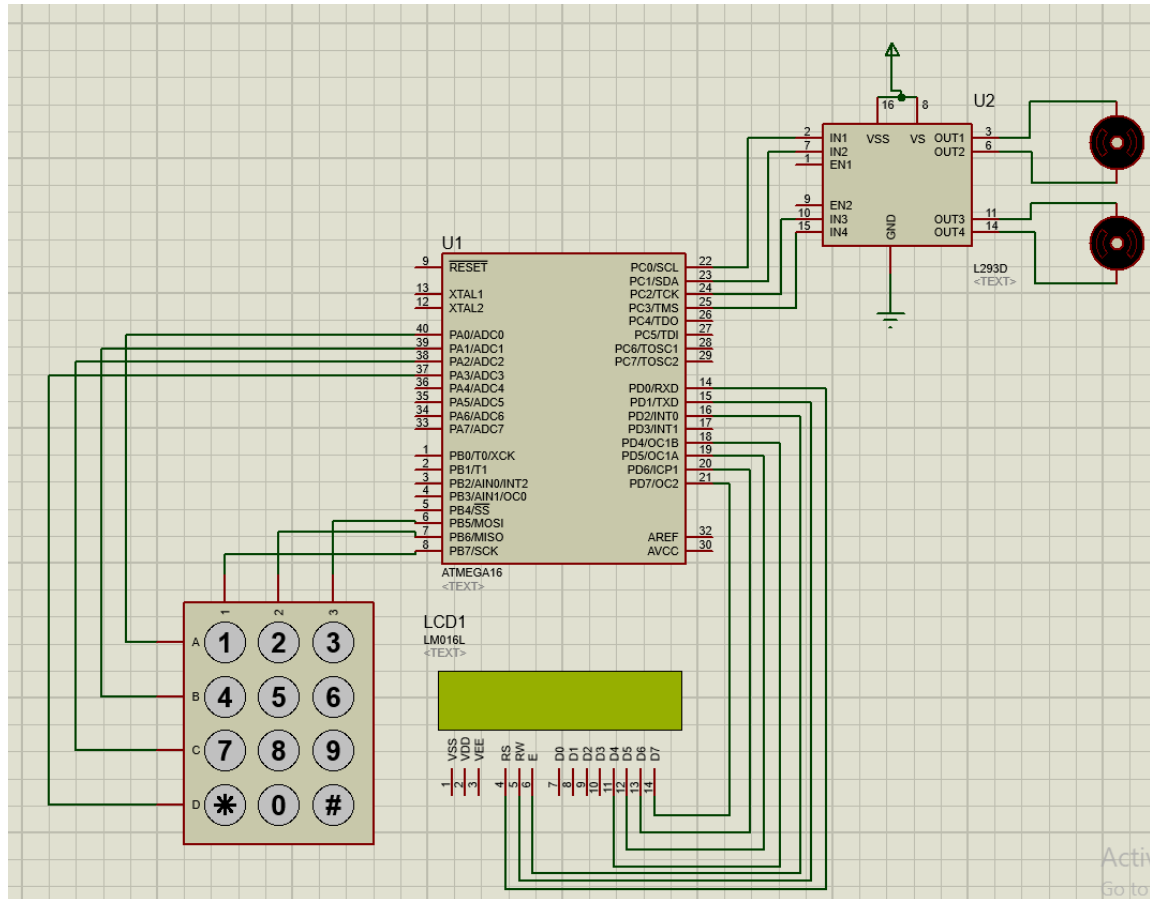 U2
16 8
2 IN1 VSS VS OUT1 3
7 IN2 OUT2 6
1 EN1
9 EN2
10 IN3 OUT3 11
15 IN4 GND OUT4 14
L293D
<TEXT>
U1
9 RESET PC0/SCL 22
PC1/SDA 23
13 XTAL1 PC2/TCK 24
12 XTAL2 PC3/TMS 25
PC4/TDO 26
40 PA0/ADC0 PC5/TDI 27
39 PA1/ADC1 PC6/TOSC1 28
38 PA2/ADC2 PC7/TOSC2 29
37 PA3/ADC3
36 PA4/ADC4 PD0/RXD 14
35 PA5/ADC5 PD1/TXD 15
34 PA6/ADC6 PD2/INT0 16
33 PA7/ADC7 PD3/INT1 17
PD4/OC1B 18
1 PB0/T0/XCK PD5/OC1A 19
2 PB1/T1 PD6/ICP1 20
3 PB2/AIN0/INT2 PD7/OC2 21
4 PB3/AIN1/OC0
5 PB4/SS
6 PB5/MOSI
7 PB6/MISO AREF 32
8 PB7/SCK AVCC 30
ATMEGA16
<TEXT>
1 2 3
A 1 2 3
B 4 5 6
C 7 8 9
D * 0 #
LCD1
LM016L
<TEXT>
VSS VDD VEE RS RW E D0 D1 D2 D3 D4 D5 D6 D7
1 2 3 4 5 6 7 8 9 10 11 12 13 14
Activ
Go to